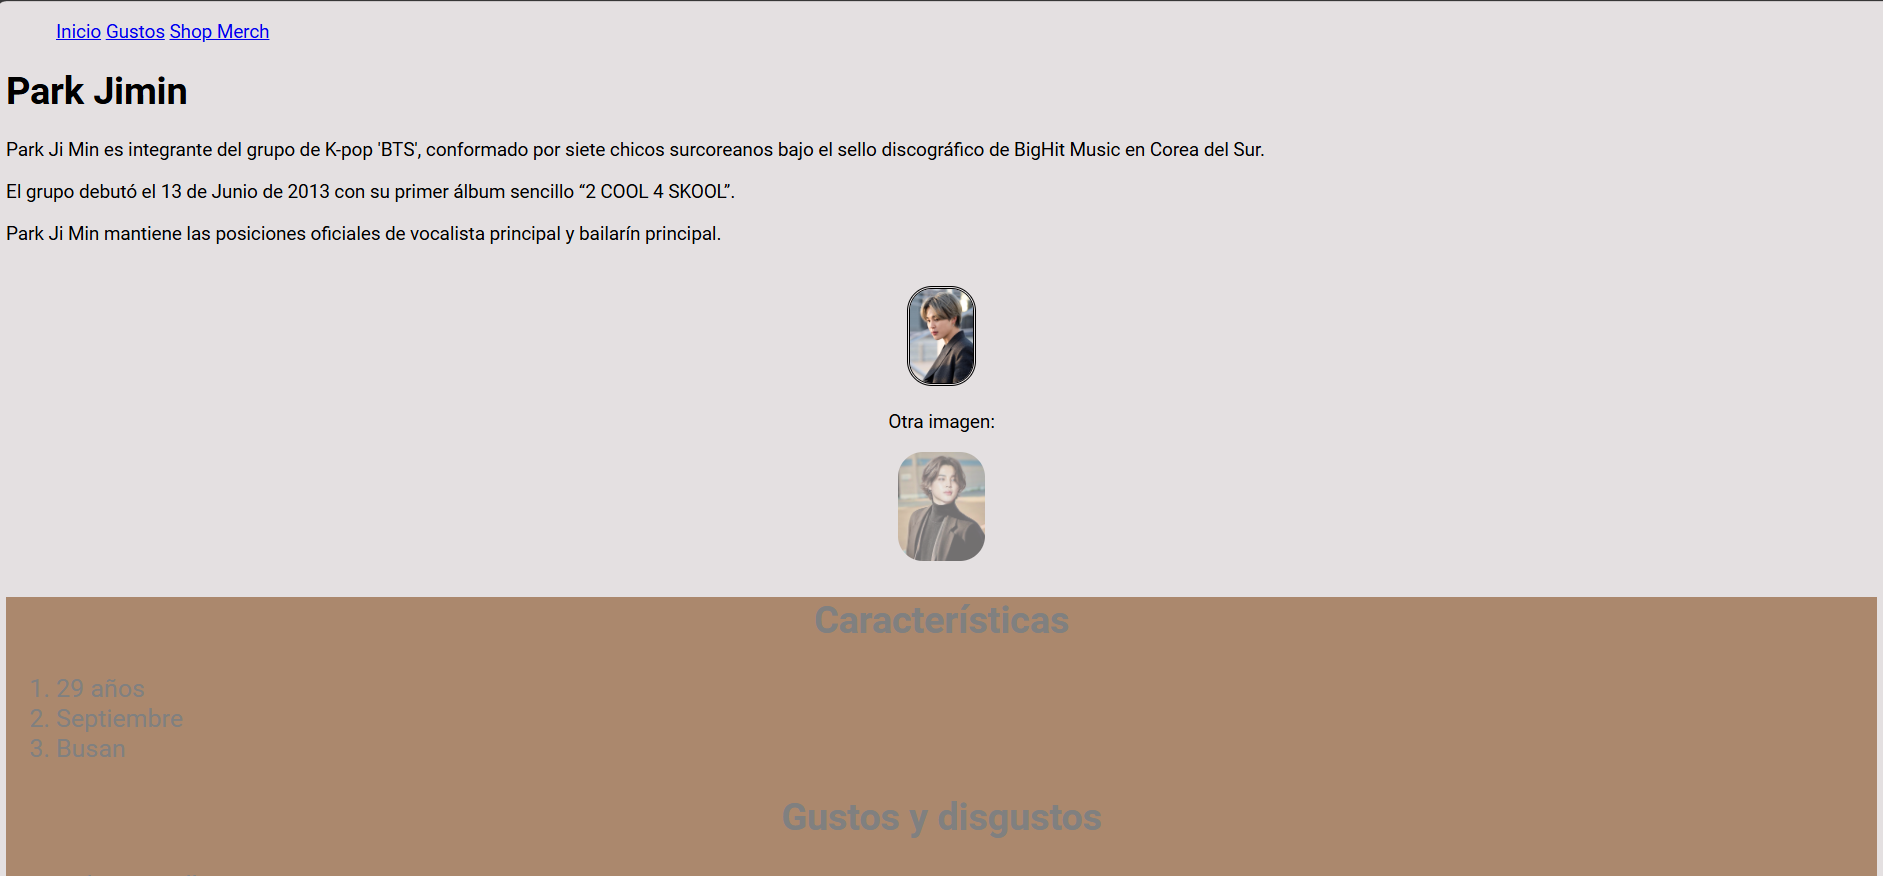 Inicio Gustos Shop Merch
Park Jimin
Park Ji Min es integrante del grupo de K-pop 'BTS', conformado por siete chicos surcoreanos bajo el sello discográfico de BigHit Music en Corea del Sur.
El grupo debutó el 13 de Junio de 2013 con su primer álbum sencillo “2 COOL 4 SKOOL”.
Park Ji Min mantiene las posiciones oficiales de vocalista principal y bailarín principal.
Otra imagen:
Características
1. 29 años
2. Septiembre
3. Busan
Gustos y disgustos